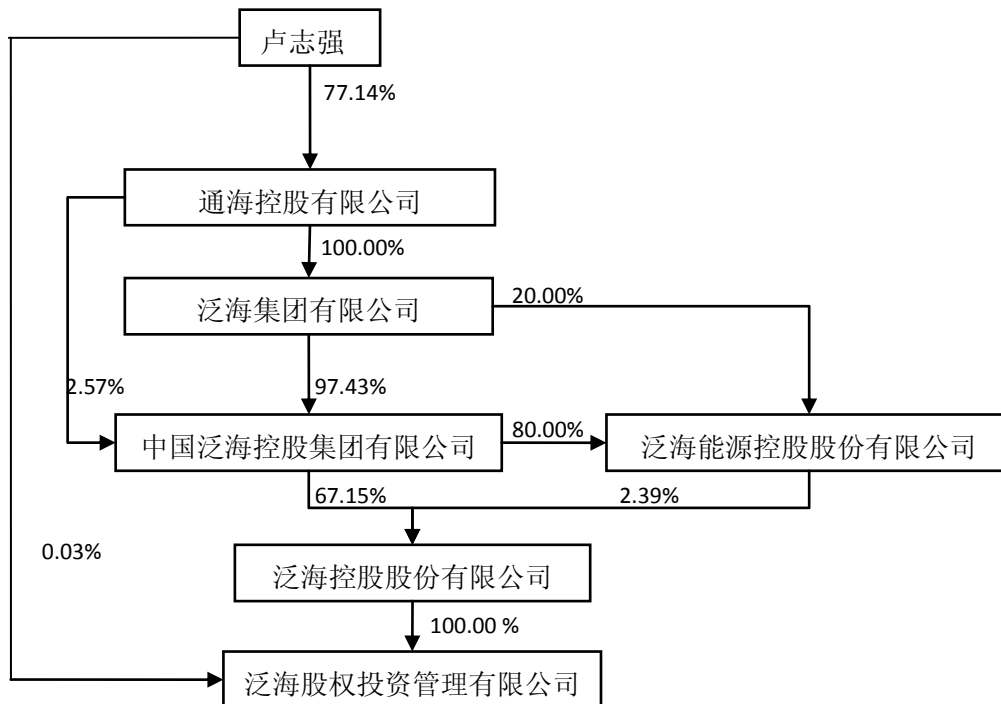 卢志强
77.14%
通海控股有限公司
100.00%
泛海集团有限公司
20.00%
2.57%
97.43%
中国泛海控股集团有限公司
80.00%
泛海能源控股股份有限公司
67.15%
2.39%
0.03%
泛海控股股份有限公司
100.00 %
泛海股权投资管理有限公司